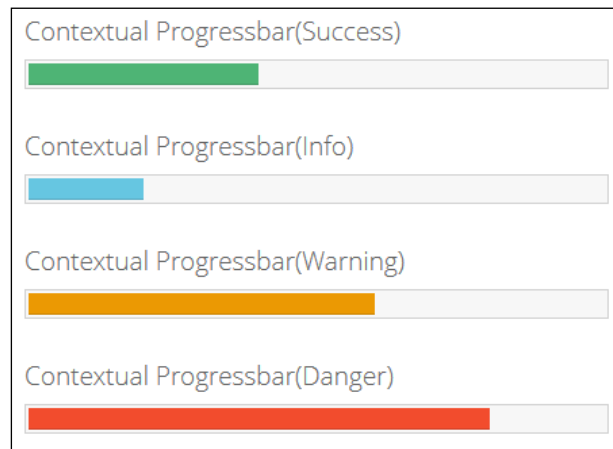 Contextual Progressbar(Success)
Contextual Progressbar(Info)
Contextual Progressbar(Warning)
Contextual Progressbar(Danger)